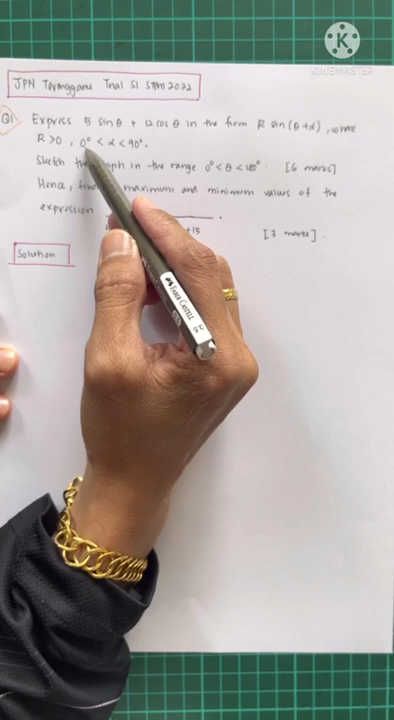 KINEMASTER
JPN Terengganu Trial S1 STPM 2022
Q1 Express 5 sin θ + 12 cos θ in the form R sin (θ+α), where
R > 0, 0° < α < 90°.
Sketch the graph in the range 0° < θ < 180°. [6 marks]
Hence, find maximum and minimum values of the
expression
+15 [3 marks].
Solution
FABER CASTELL